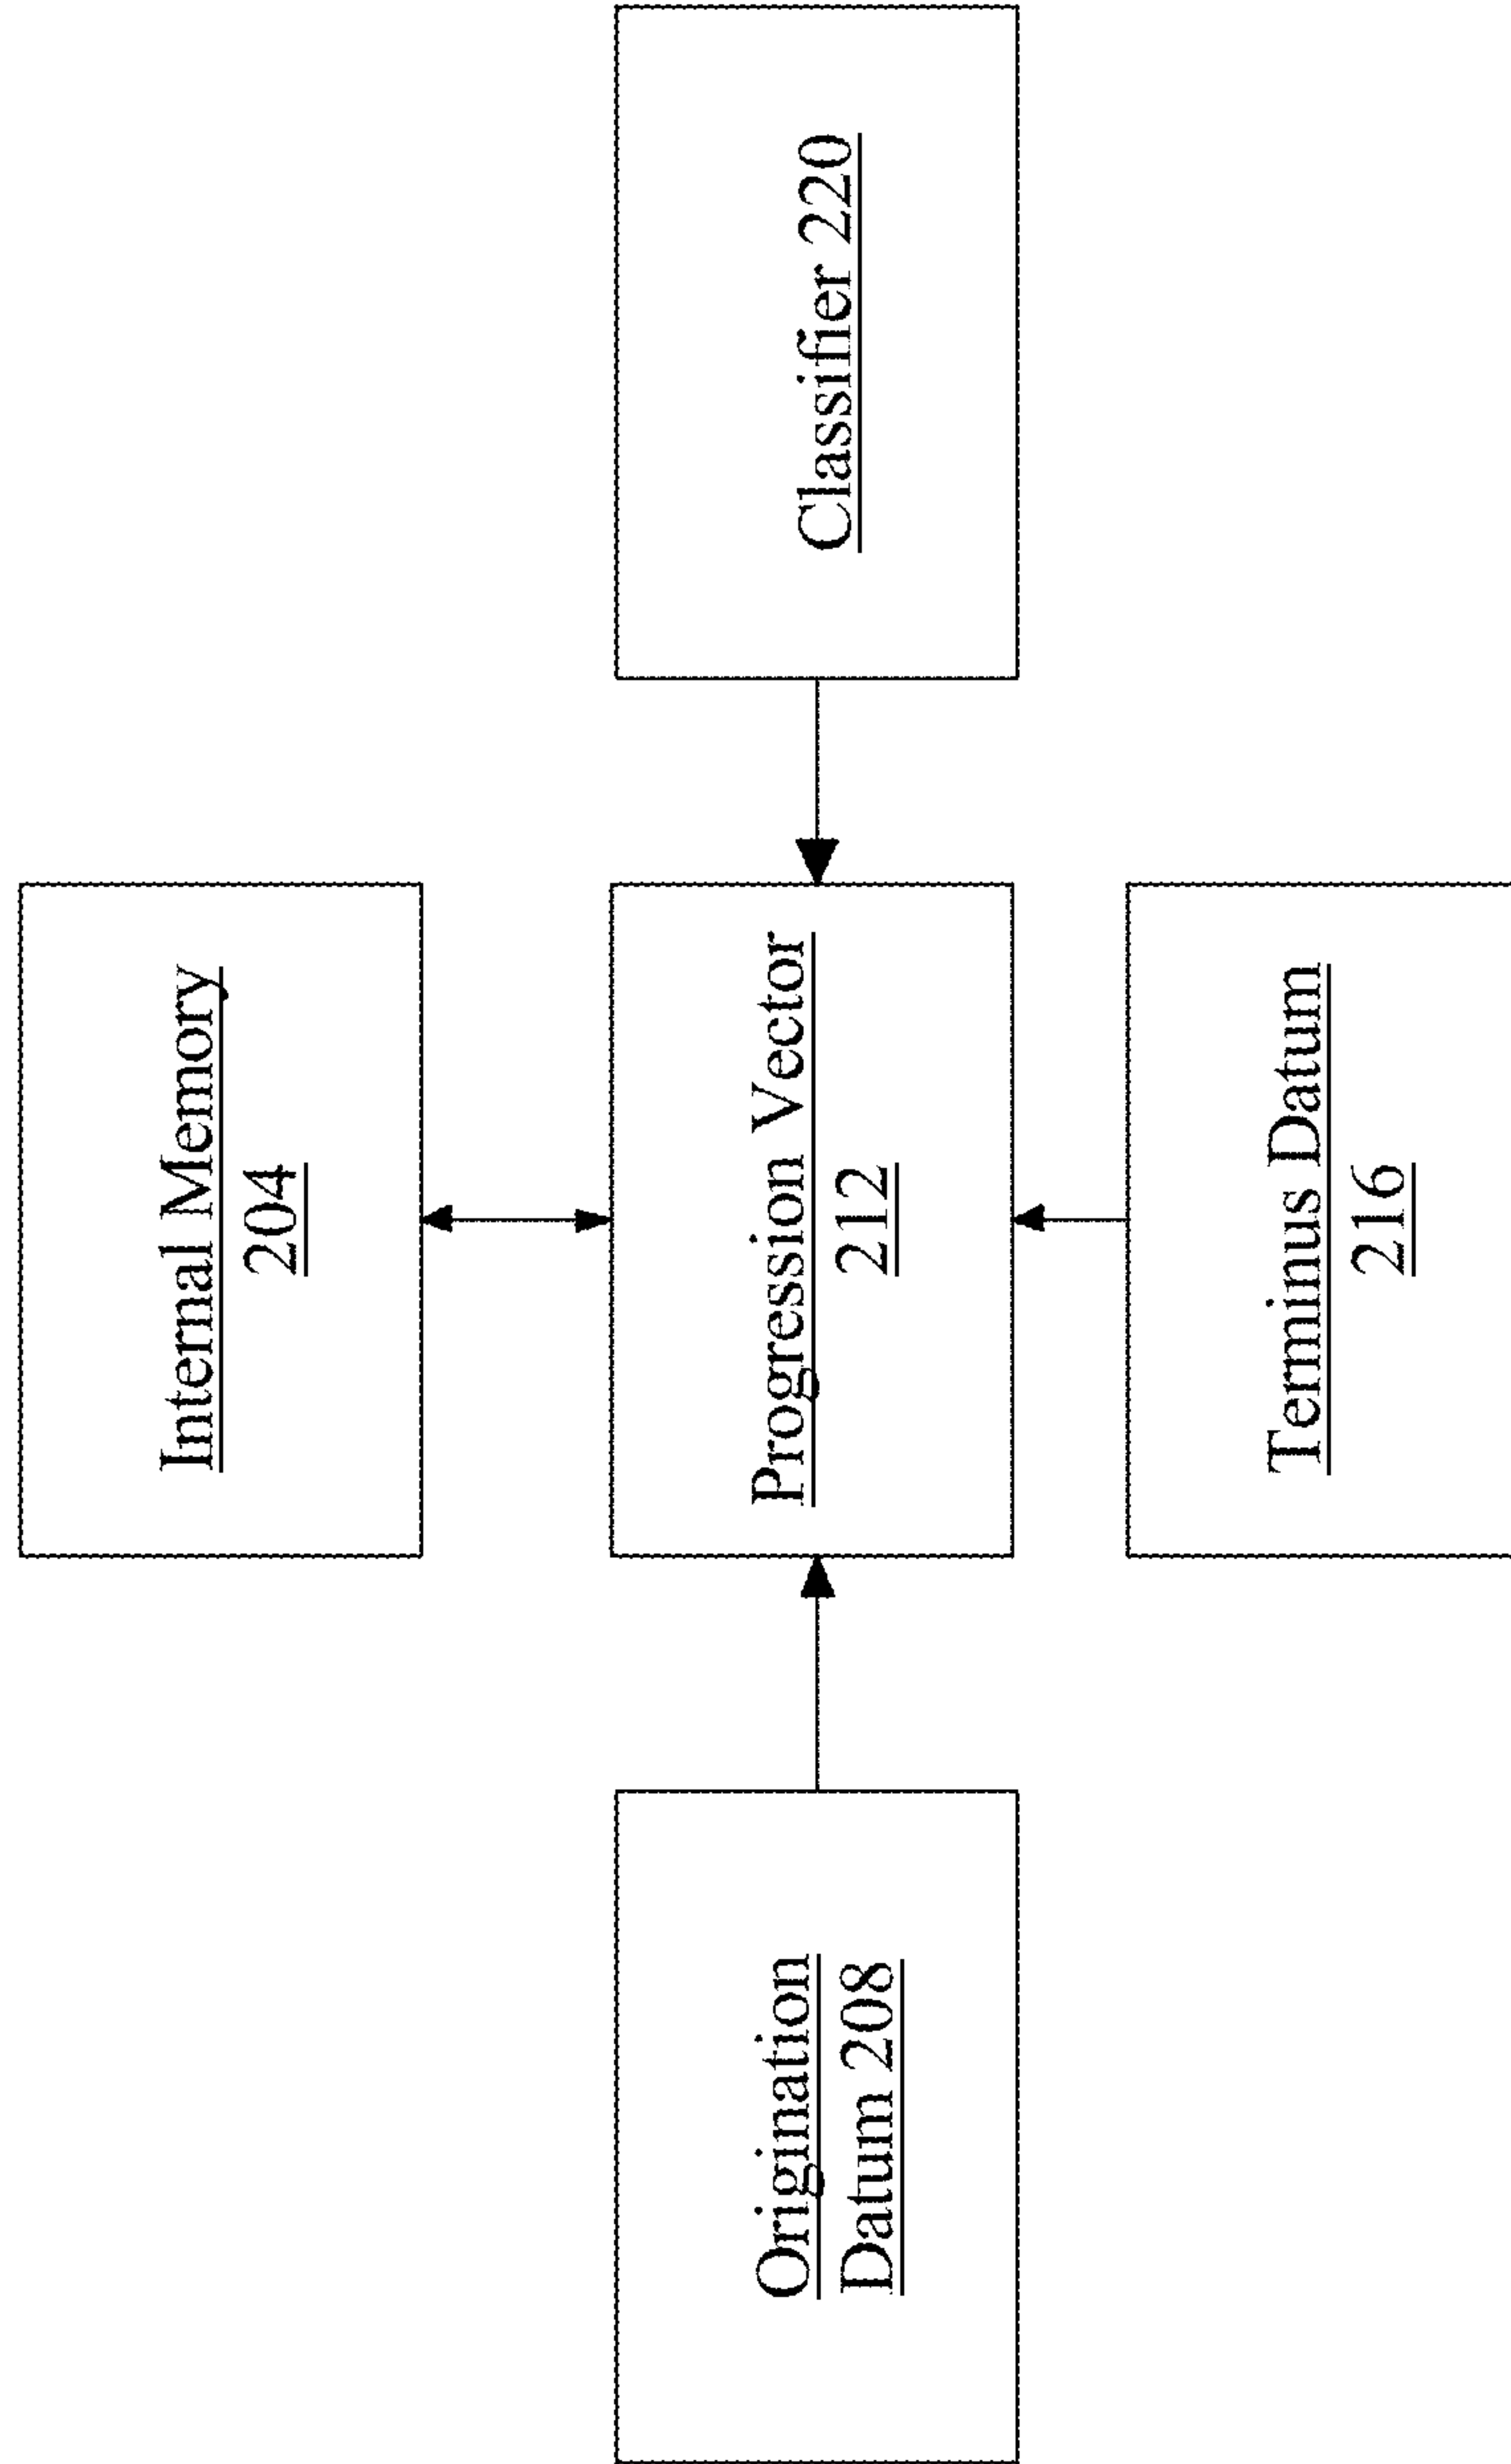 Internal Memory
204
Origination
Datum 208
Progression Vector
212
Classifier 220
Terminus Datum
216